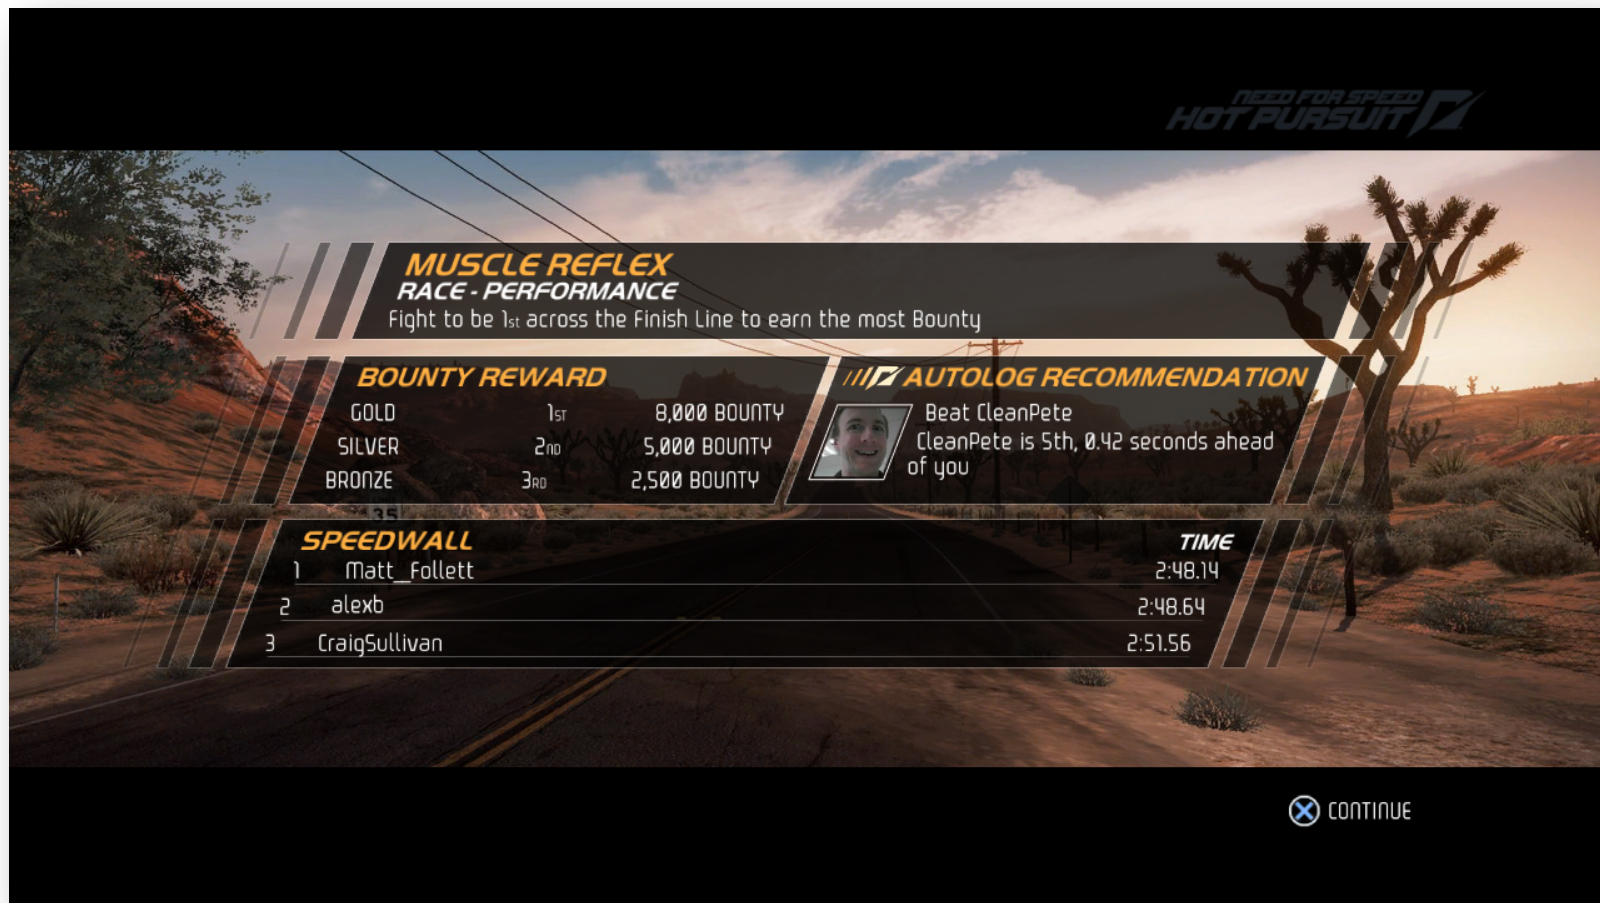 NEED FOR SPEED
HOT PURSUIT
MUSCLE REFLEX
RACE - PERFORMANCE
Fight to be 1st across the Finish Line to earn the most Bounty
BOUNTY REWARD
GOLD 1ST 8,000 BOUNTY
SILVER 2ND 5,000 BOUNTY
BRONZE 3RD 2,500 BOUNTY
AUTOLOG RECOMMENDATION
Beat CleanPete
CleanPete is 5th, 0.42 seconds ahead
of you
35
SPEEDWALL TIME
1 Matt_Follett 2:48.14
2 alexb 2:48.64
3 CraigSullivan 2:51.56
CONTINUE